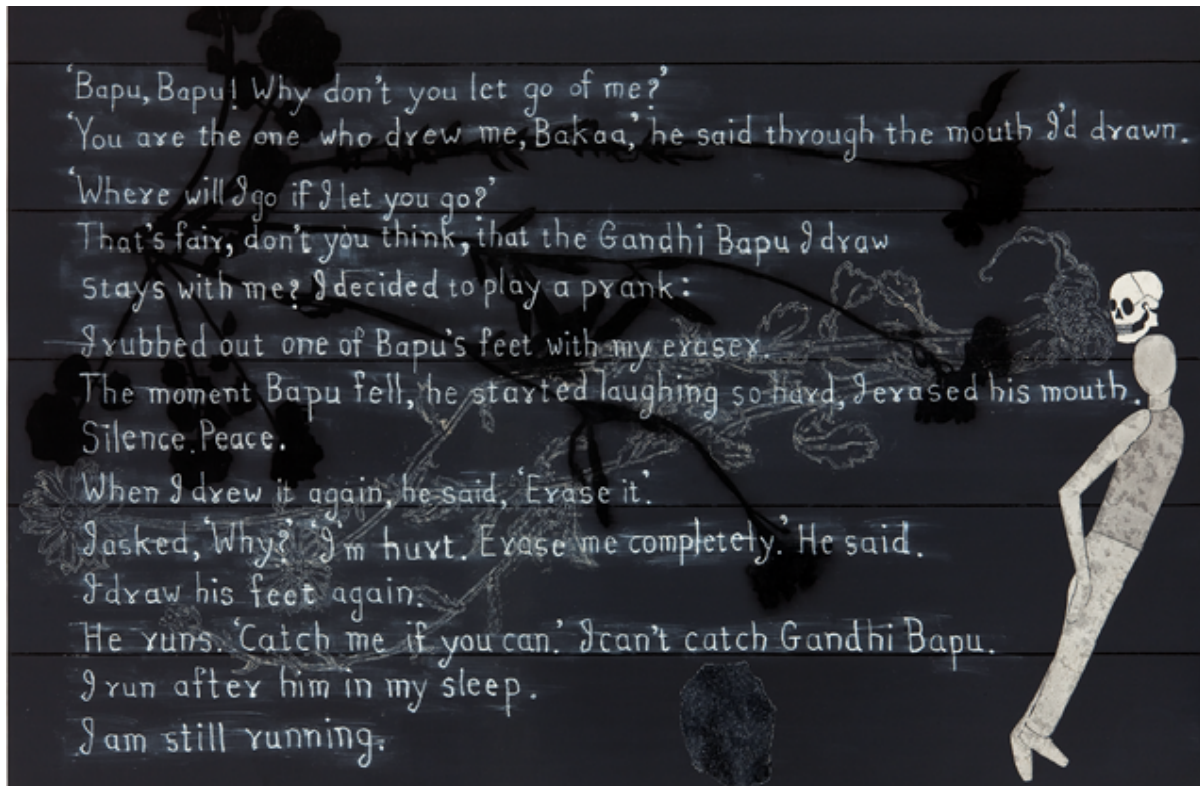 ‘Bapu, Bapu! Why don’t you let go of me?’
‘You are the one who drew me, Bakaa,’ he said through the mouth I’d drawn.
‘Where will I go if I let you go?’
That’s fair, don’t you think, that the Gandhi Bapu I draw
stays with me? I decided to play a prank:
I rubbed out one of Bapu’s feet with my eraser.
The moment Bapu fell, he started laughing so hard, I erased his mouth.
Silence. Peace.
When I drew it again, he said, ‘Erase it’.
I asked, ‘Why?’ ‘I’m hurt. Erase me completely.’ He said.
I draw his feet again.
He runs. ‘Catch me if you can.’ I can’t catch Gandhi Bapu.
I run after him in my sleep.
I am still running.